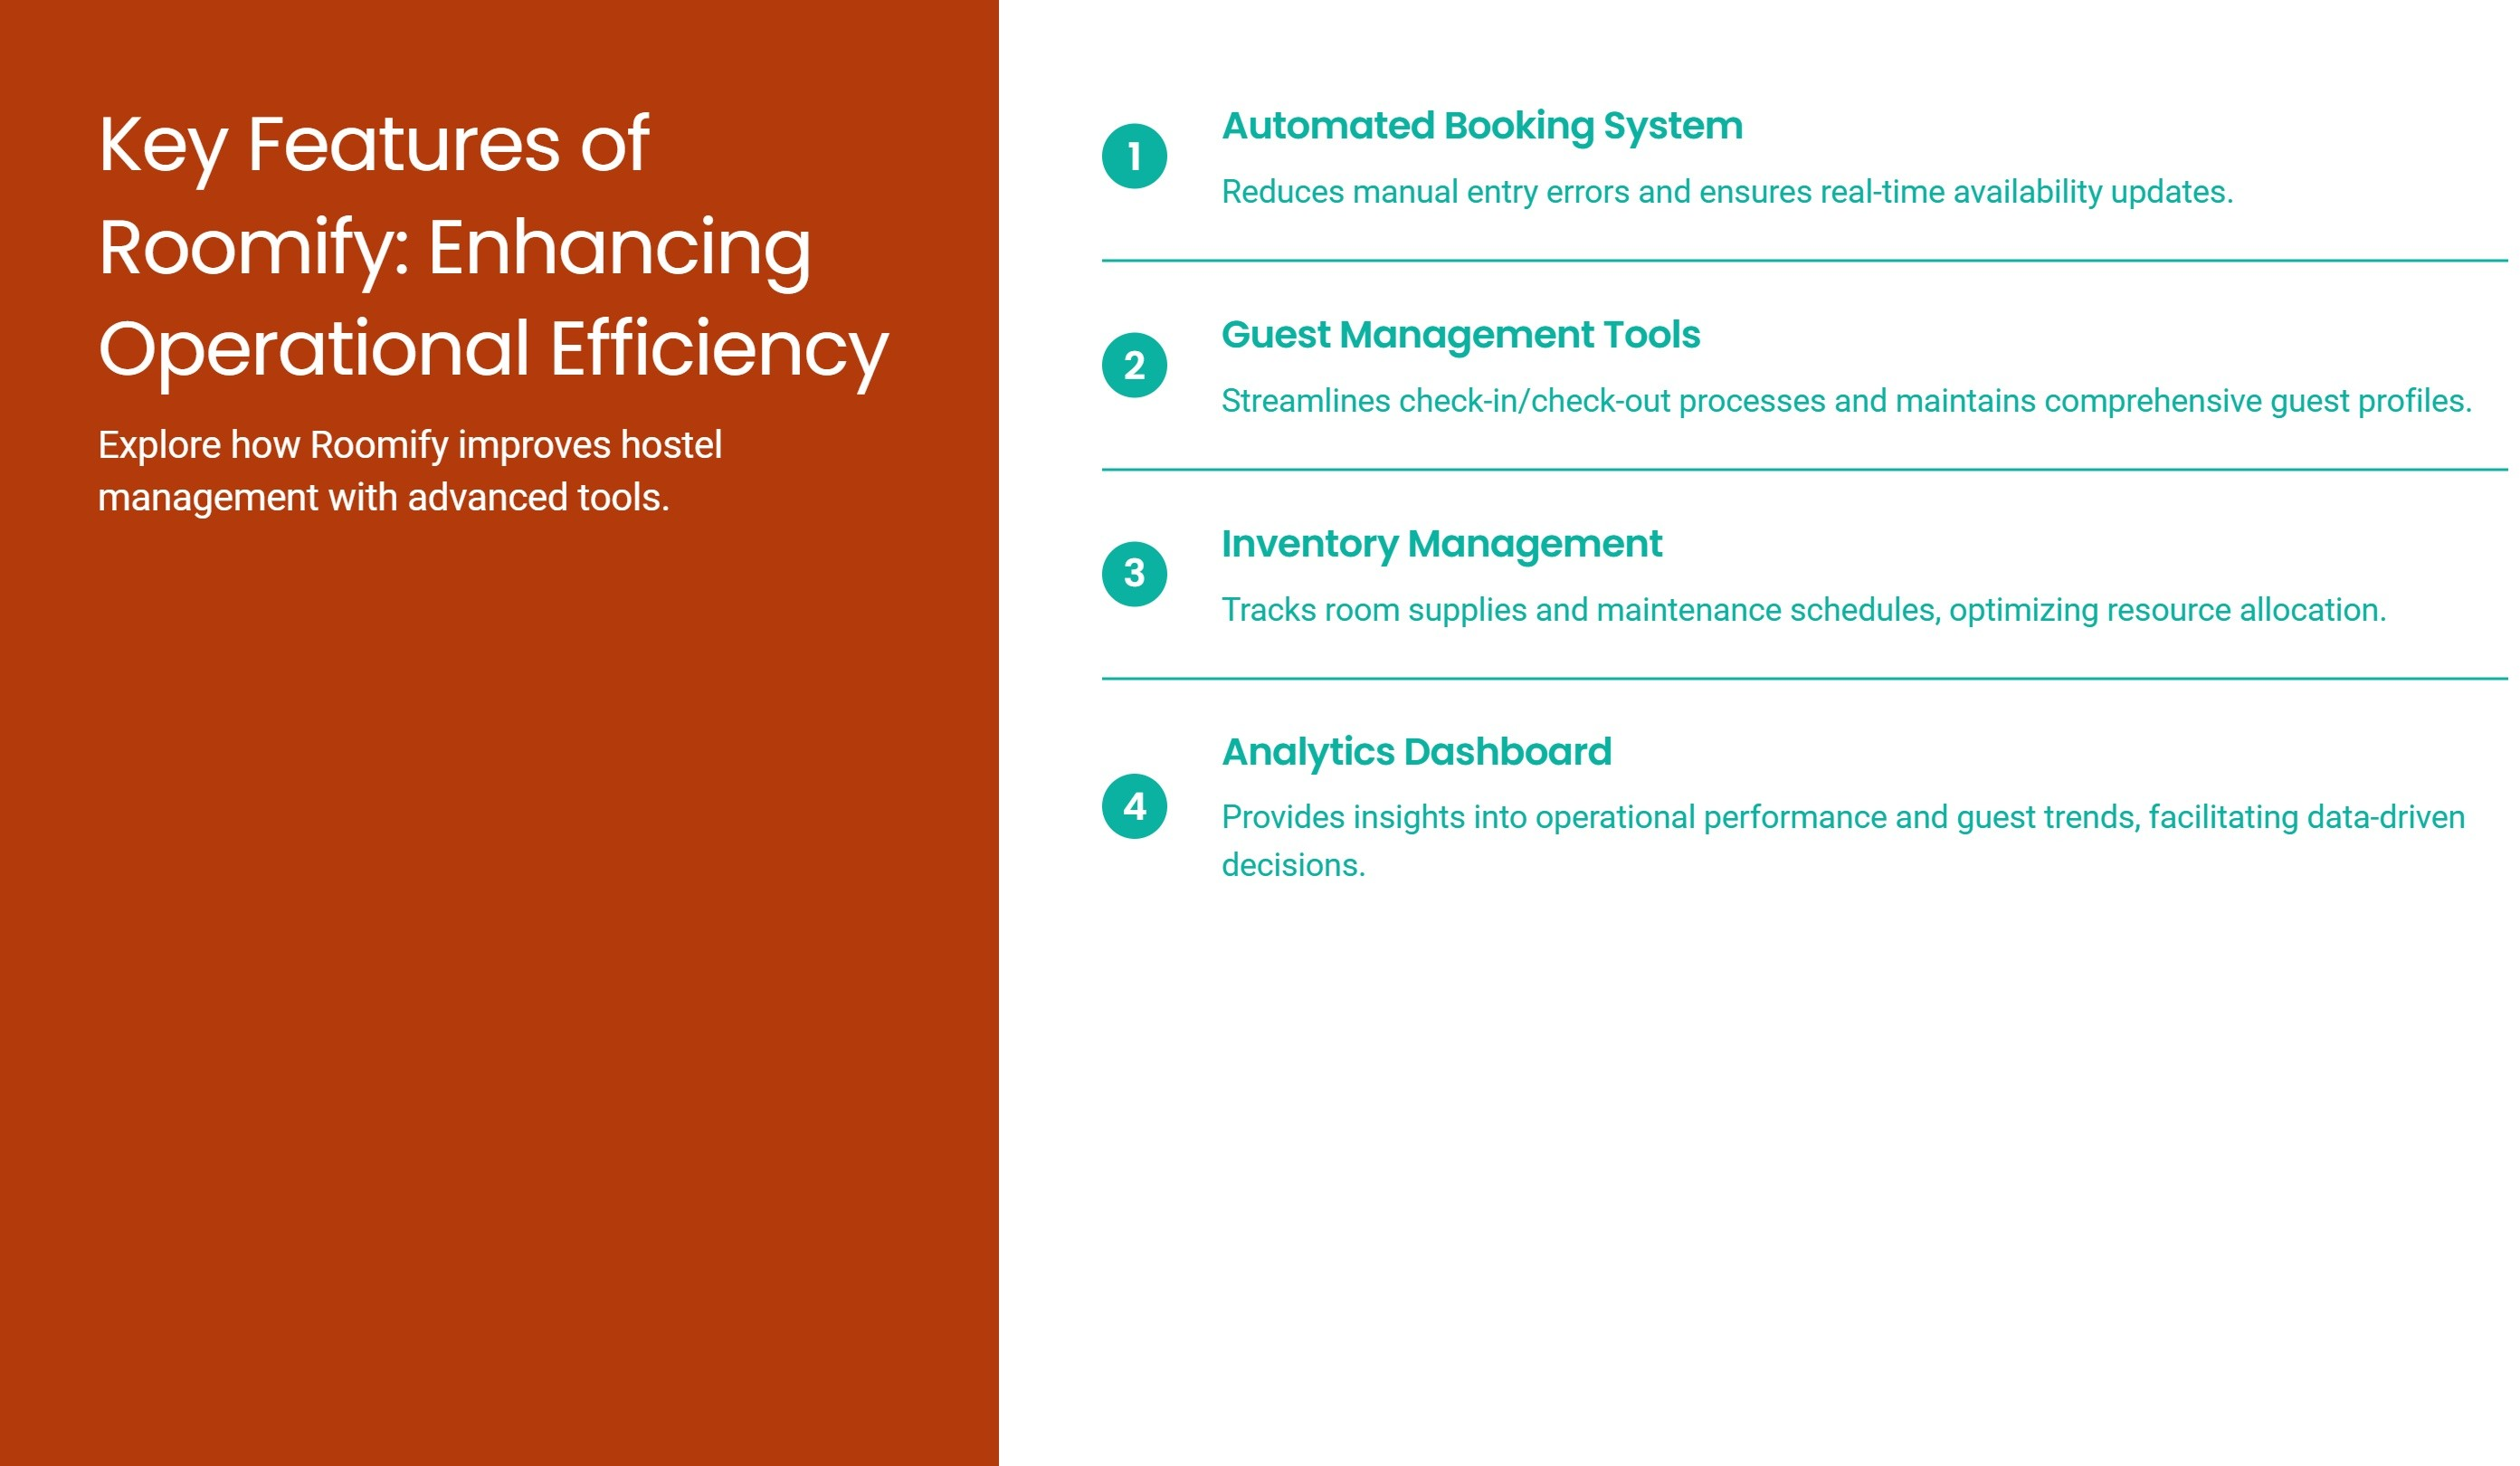 Key Features of
Roomify: Enhancing
Operational Efficiency
Explore how Roomify improves hostel
management with advanced tools.
1
Automated Booking System
Reduces manual entry errors and ensures real-time availability updates.
2
Guest Management Tools
Streamlines check-in/check-out processes and maintains comprehensive guest profiles.
3
Inventory Management
Tracks room supplies and maintenance schedules, optimizing resource allocation.
4
Analytics Dashboard
Provides insights into operational performance and guest trends, facilitating data-driven
decisions.